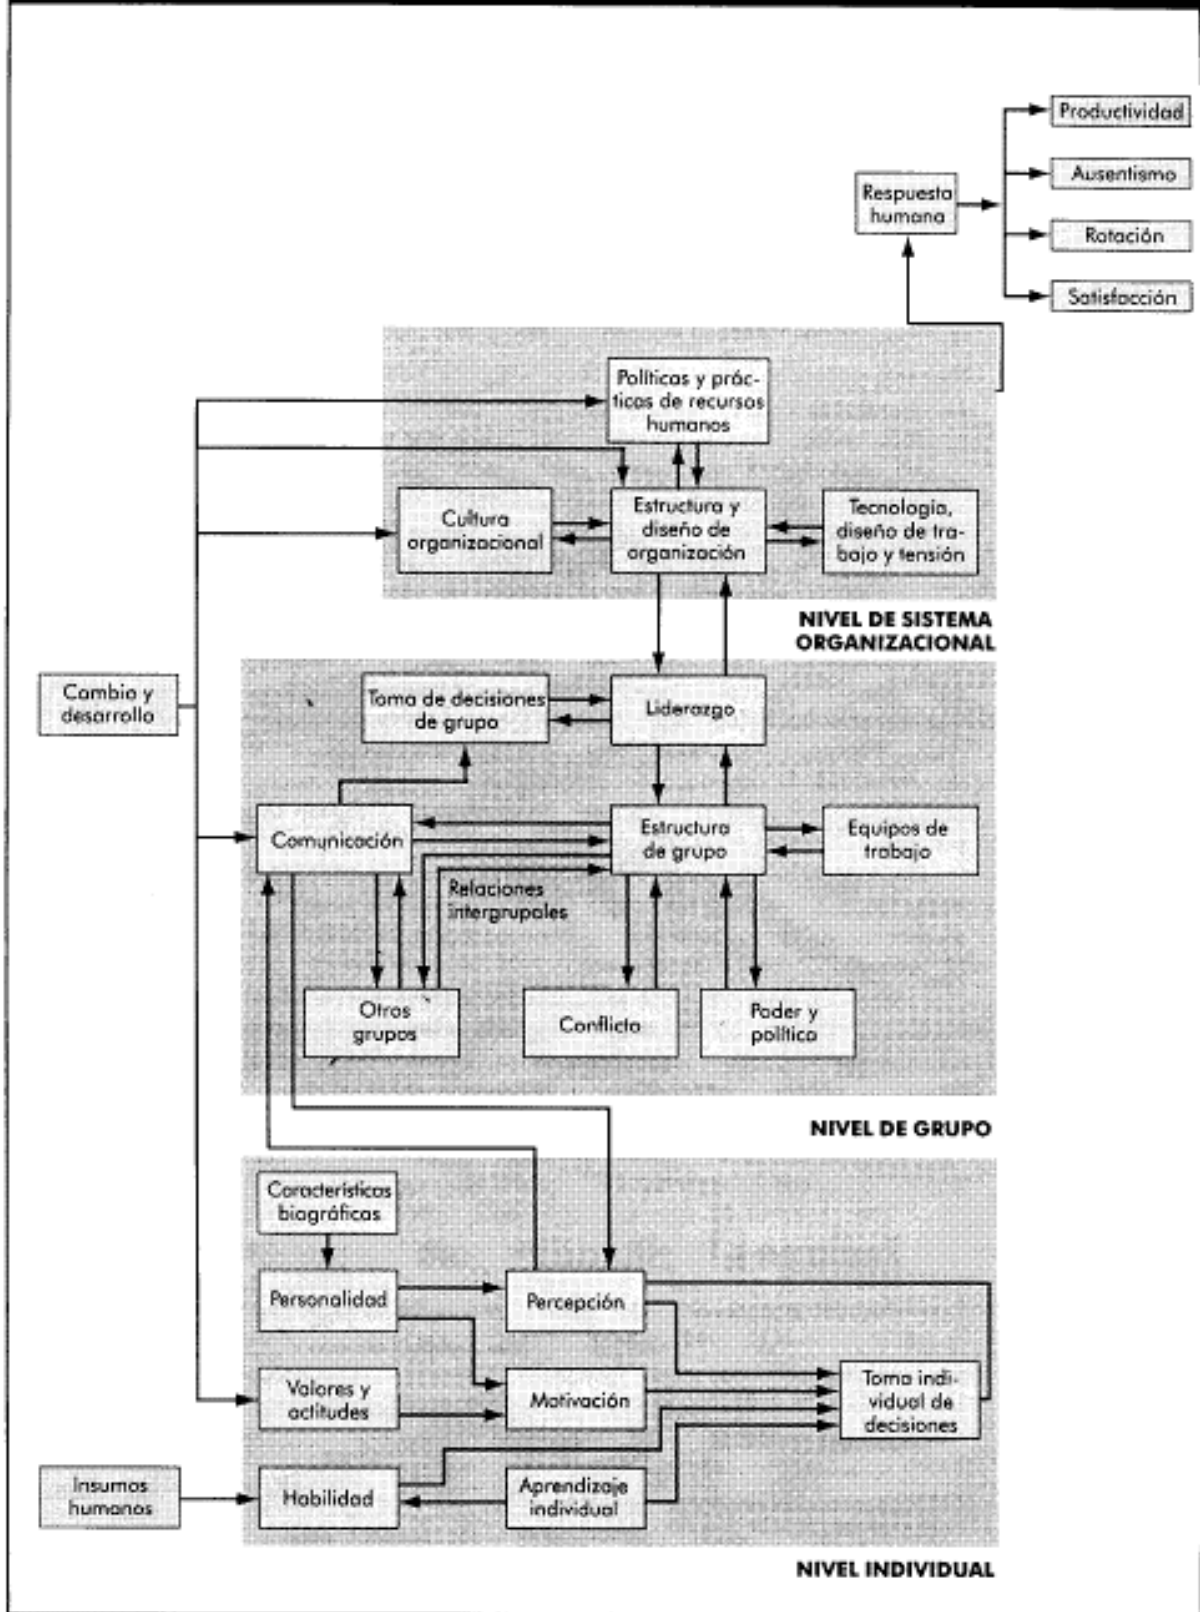 Productividad
Ausentismo
Respuesta
humana
Rotación
Satisfacción
Políticas y prác-
ticas de recursos
humanos
Cultura
organizacional
Estructura y
diseño de
organización
Tecnología,
diseño de tra-
bajo y tensión
NIVEL DE SISTEMA
ORGANIZACIONAL
Cambio y
desarrollo
Toma de decisiones
de grupo
Liderazgo
Comunicación
Estructura
de grupo
Equipos de
trabajo
Relaciones
intergrupales
Otros
grupos
Conflicto
Poder y
política
NIVEL DE GRUPO
Características
biográficas
Personalidad
Percepción
Valores y
actitudes
Motivación
Toma indi-
vidual de
decisiones
Insumos
humanos
Habilidad
Aprendizaje
individual
NIVEL INDIVIDUAL